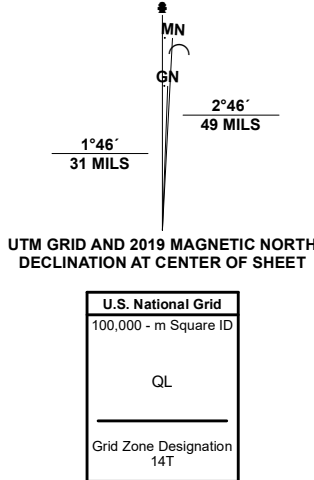 MN
GN
2°46´
49 MILS
1°46´
31 MILS
UTM GRID AND 2019 MAGNETIC NORTH
DECLINATION AT CENTER OF SHEET
U.S. National Grid
100,000 - m Square ID
QL
Grid Zone Designation
14T